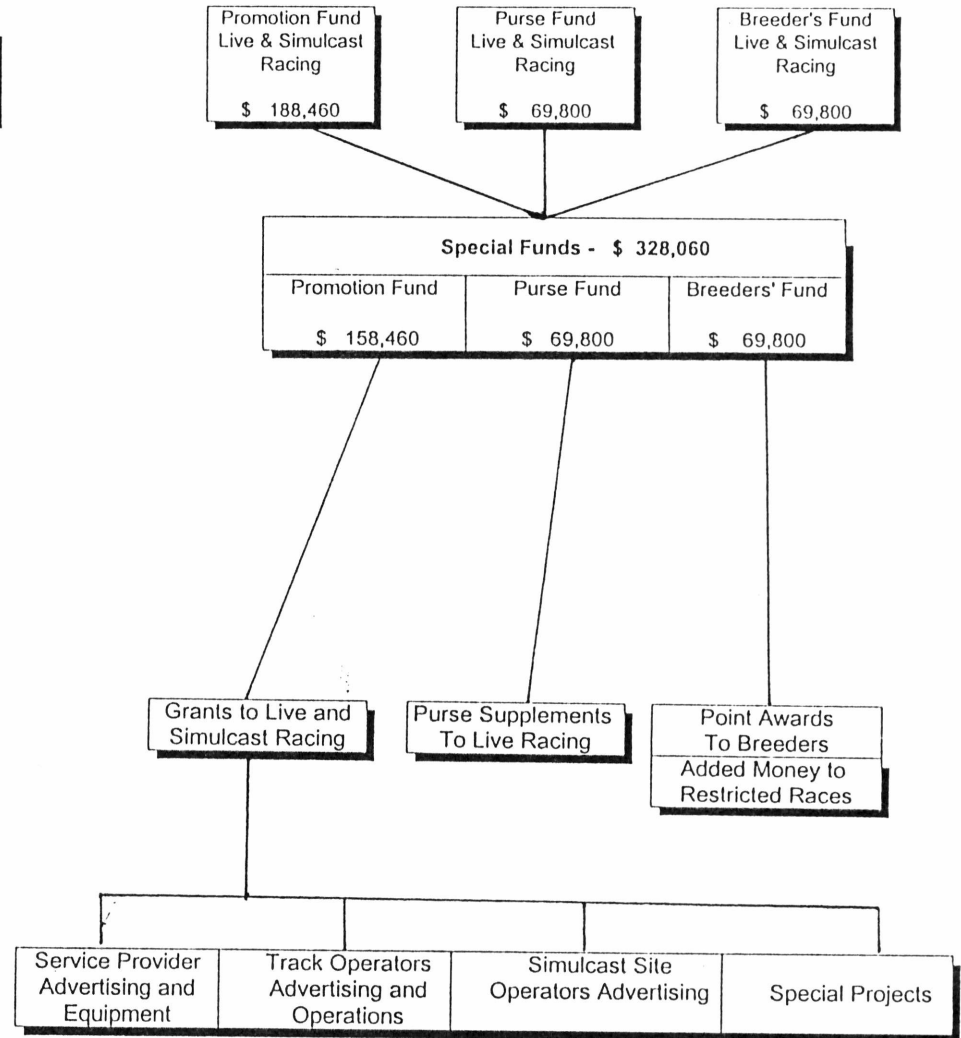 Promotion Fund
Live & Simulcast
Racing
$ 188,460
Purse Fund
Live & Simulcast
Racing
$ 69,800
Breeder's Fund
Live & Simulcast
Racing
$ 69,800
Special Funds - $ 328,060
Promotion Fund
$ 158,460
Purse Fund
$ 69,800
Breeders' Fund
$ 69,800
Grants to Live and
Simulcast Racing
Purse Supplements
To Live Racing
Point Awards
To Breeders
Added Money to
Restricted Races
Service Provider
Advertising and
Equipment
Track Operators
Advertising and
Operations
Simulcast Site
Operators Advertising
Special Projects